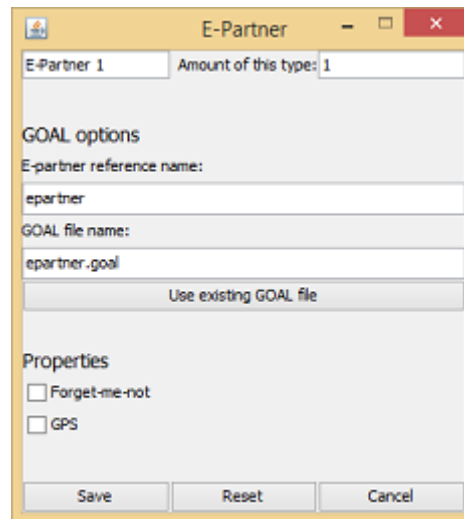 E-Partner
E-Partner 1 Amount of this type: 1
GOAL options
E-partner reference name:
epartner
GOAL file name:
epartner.goal
Use existing GOAL file
Properties
Forget-me-not
GPS
Save Reset Cancel